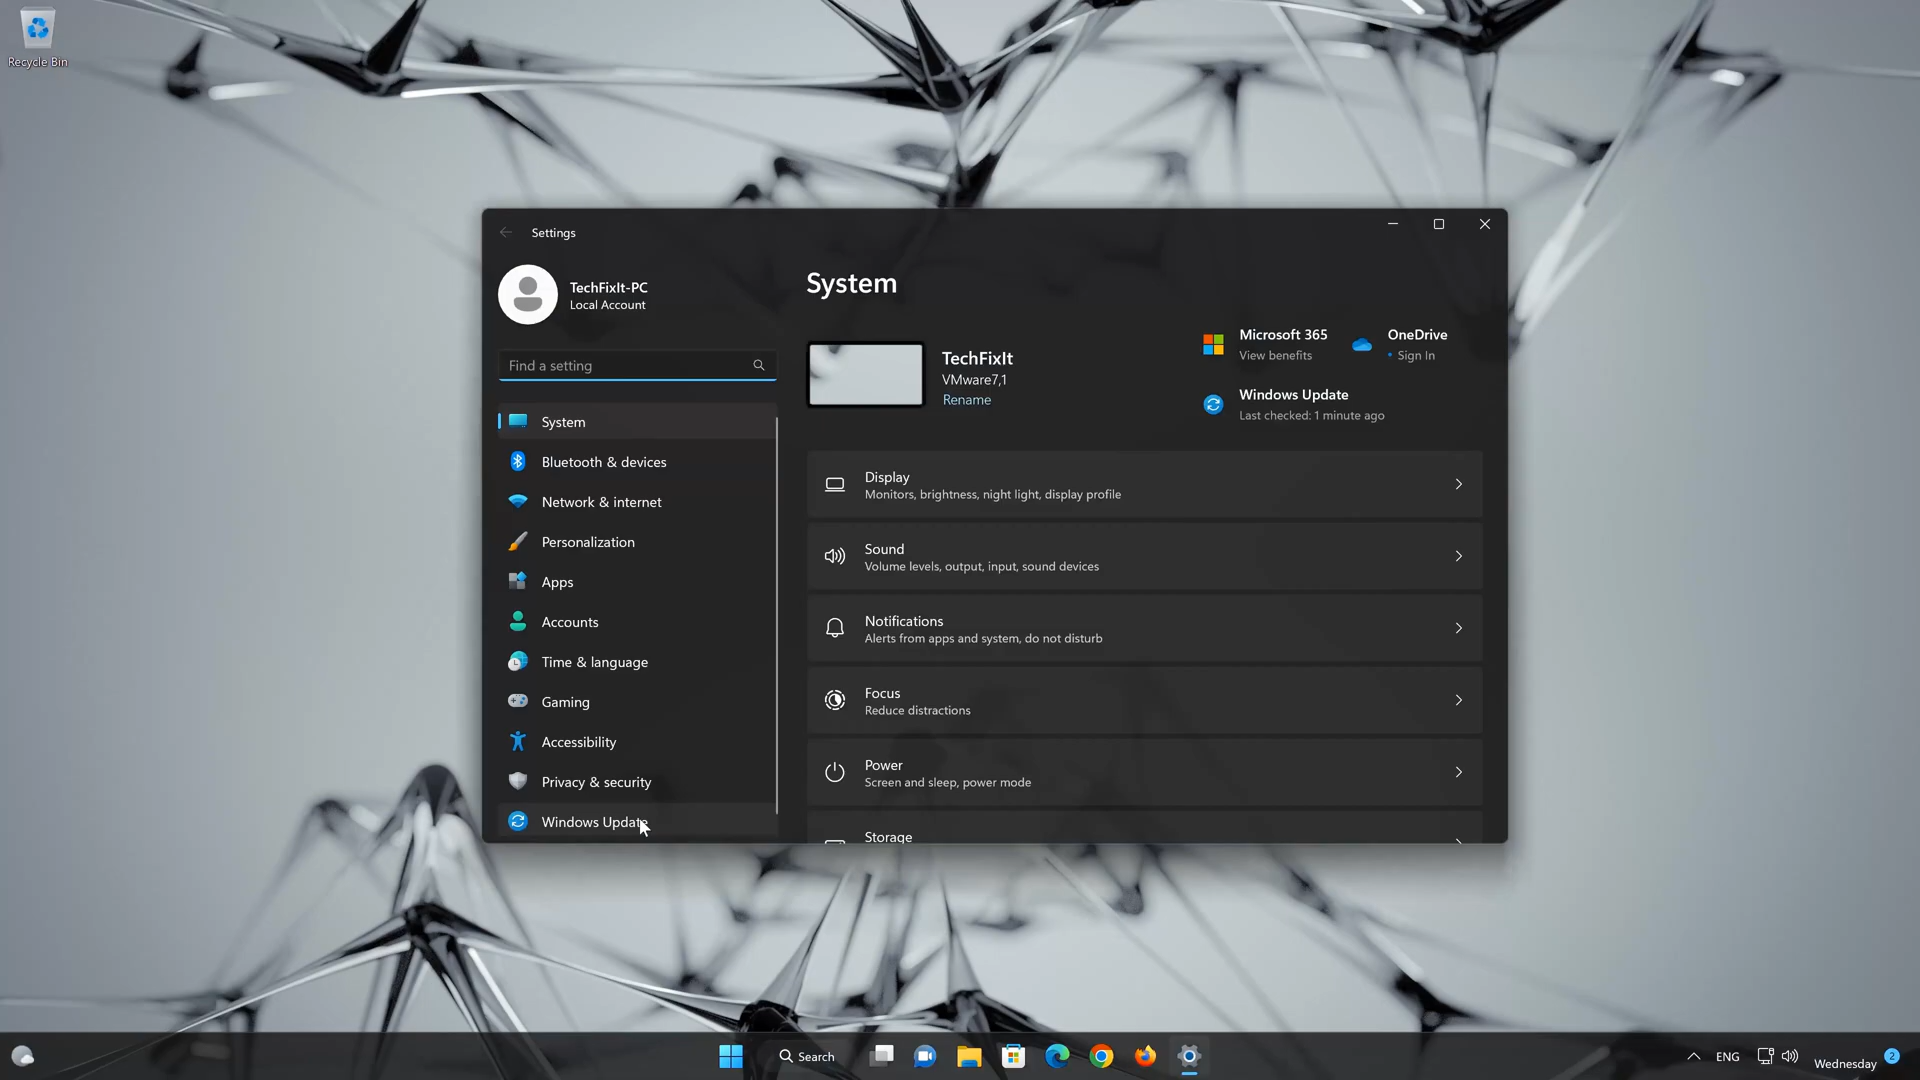 Recycle Bin
Settings
TechFixIt-PC
Local Account
Find a setting
System
Bluetooth & devices
Network & internet
Personalization
Apps
Accounts
Time & language
Gaming
Accessibility
Privacy & security
Windows Update
System
TechFixIt
VMware7,1
Rename
Microsoft 365
View benefits
OneDrive
• Sign In
Windows Update
Last checked: 1 minute ago
Display
Monitors, brightness, night light, display profile
Sound
Volume levels, output, input, sound devices
Notifications
Alerts from apps and system, do not disturb
Focus
Reduce distractions
Power
Screen and sleep, power mode
Storage
Search
ENG
Wednesday
2